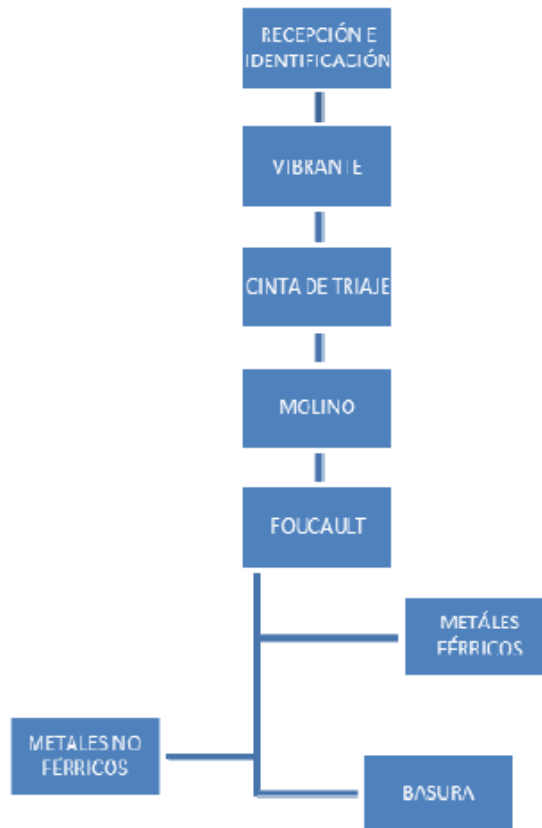 RECEPCIÓN E
IDENTIFICACIÓN
VIBRANTE
CINTA DE TRIAJE
MOLINO
FOUCAULT
METÁLES
FÉRRICOS
METALES NO
FÉRRICOS
BASURA